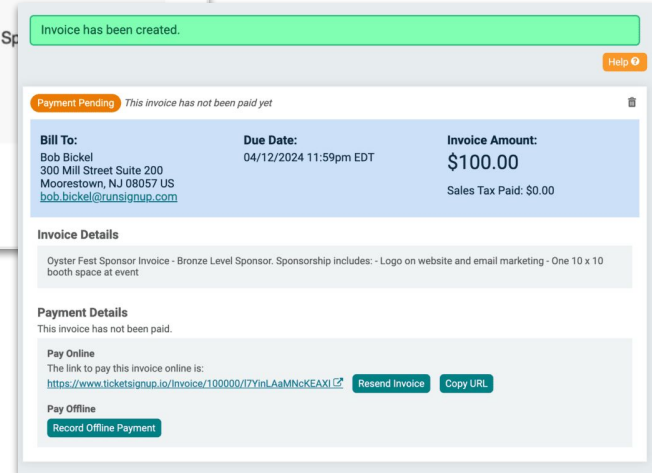 Sp
Invoice has been created.
Help
Payment Pending This invoice has not been paid yet
Bill To:
Bob Bickel
300 Mill Street Suite 200
Moorestown, NJ 08057 US
bob.bickel@runsignup.com
Due Date:
04/12/2024 11:59pm EDT
Invoice Amount:
$100.00
Sales Tax Paid: $0.00
Invoice Details
Oyster Fest Sponsor Invoice - Bronze Level Sponsor. Sponsorship includes: - Logo on website and email marketing - One 10 x 10
booth space at event
Payment Details
This invoice has not been paid.
Pay Online
The link to pay this invoice online is:
https://www.ticketsignup.io/Invoice/100000/I7YinLAaMNcKEAXI Resend Invoice Copy URL
Pay Offline
Record Offline Payment